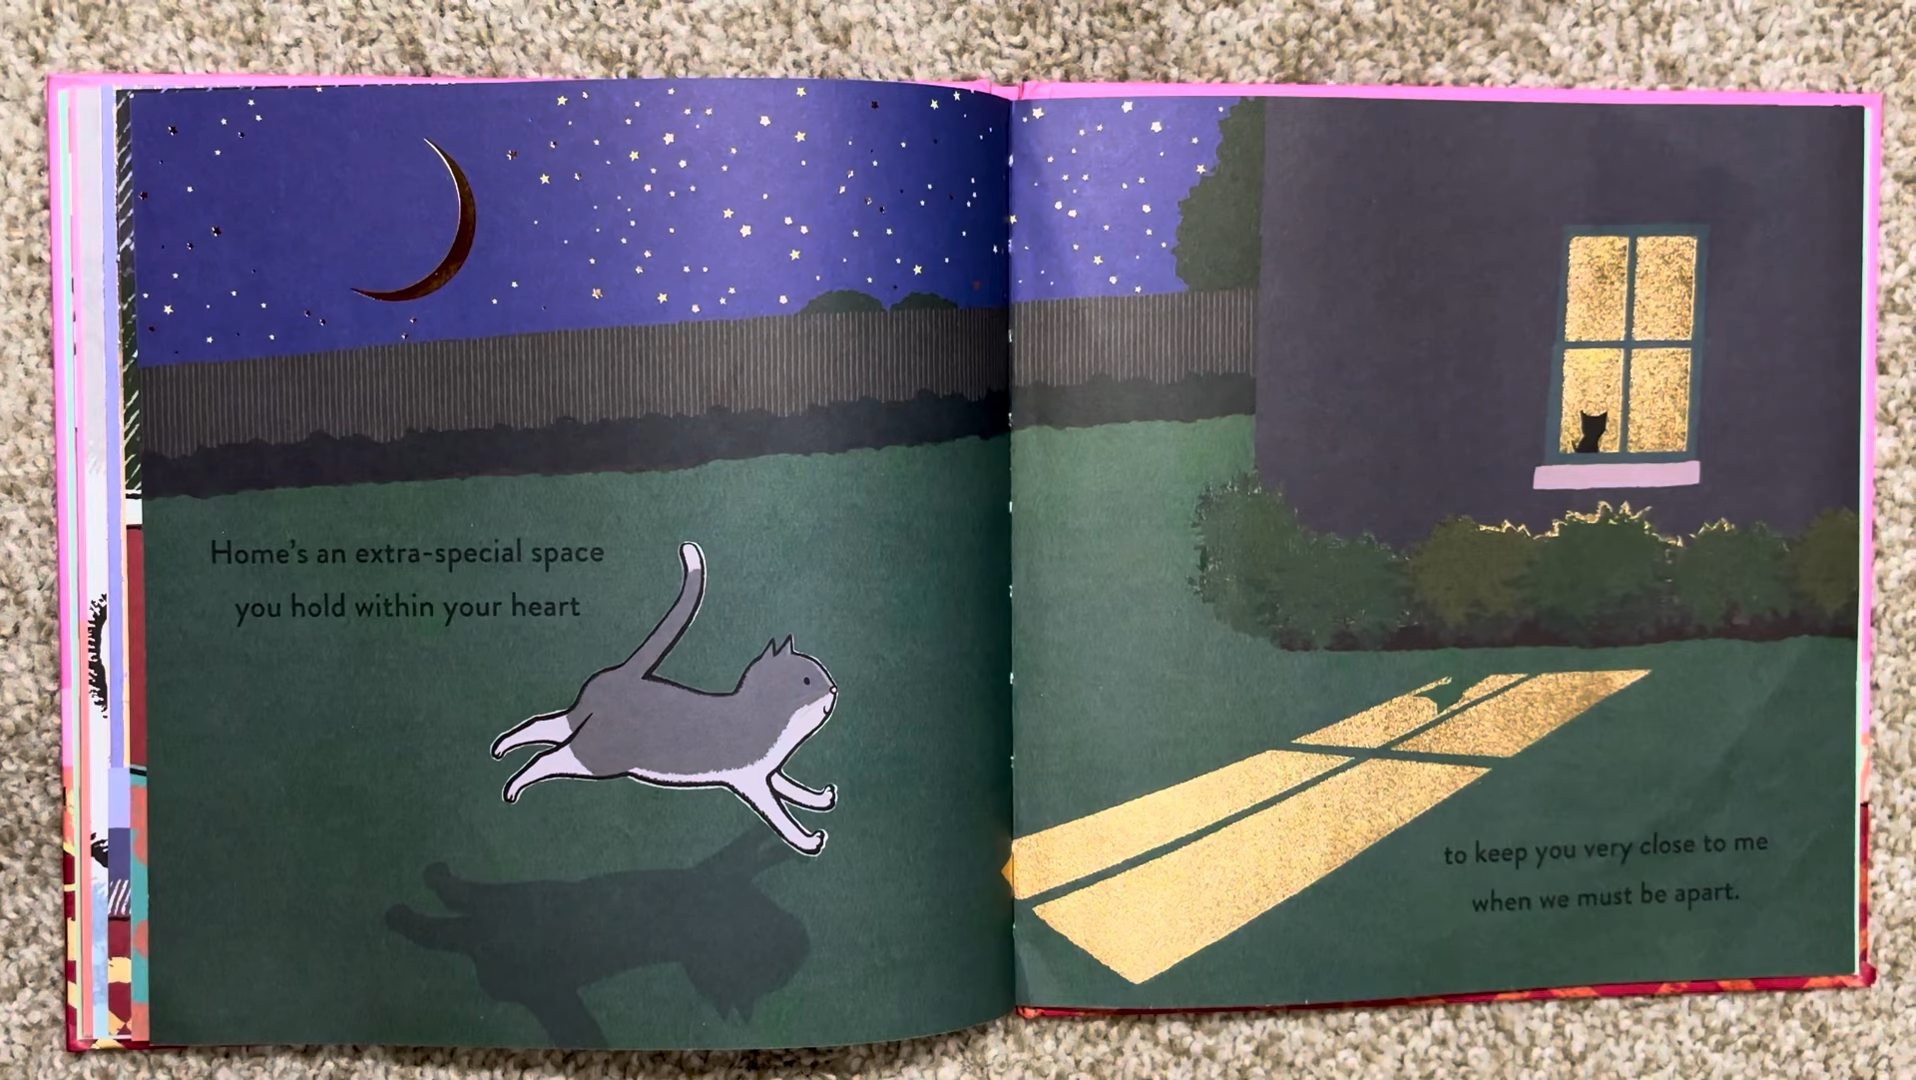 Home's an extra-special space
you hold within your heart
to keep you very close to me
when we must be apart.